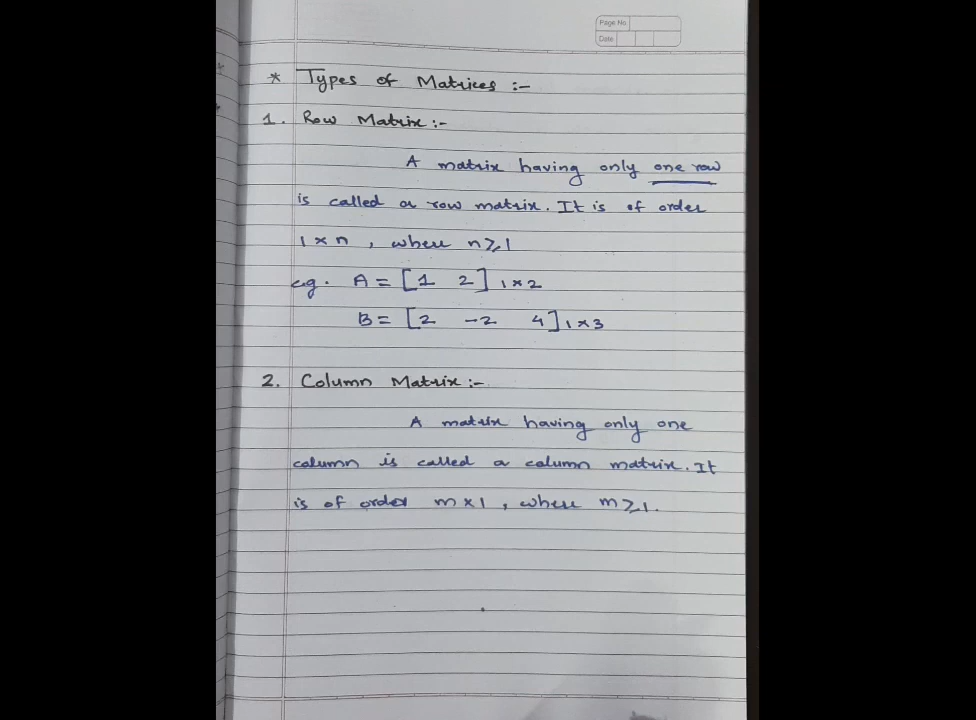 Page No
Date
* Types of Matrices :-
1. Row Matrix :-
A matrix having only one row
is called a row matrix. It is of order
1 × n , where n ≥ 1
e.g. A = [1 2] 1×2
B = [2 -2 4] 1×3
2. Column Matrix :-
A matrix having only one
column is called a column matrix. It
is of order m × 1 , where m ≥ 1.